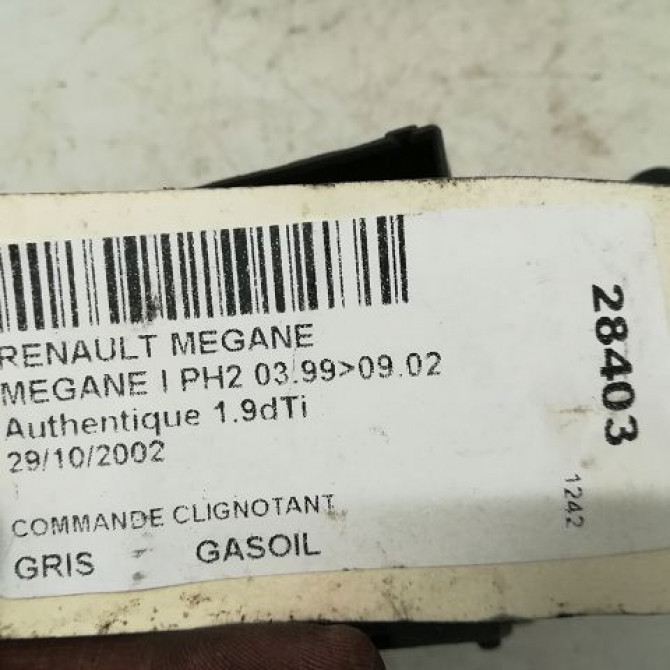 RENAULT MEGANE
MEGANE I PH2 03.99>09.02
Authentique 1.9dTi
29/10/2002
COMMANDE CLIGNOTANT
GRIS - GASOIL
28403
1242